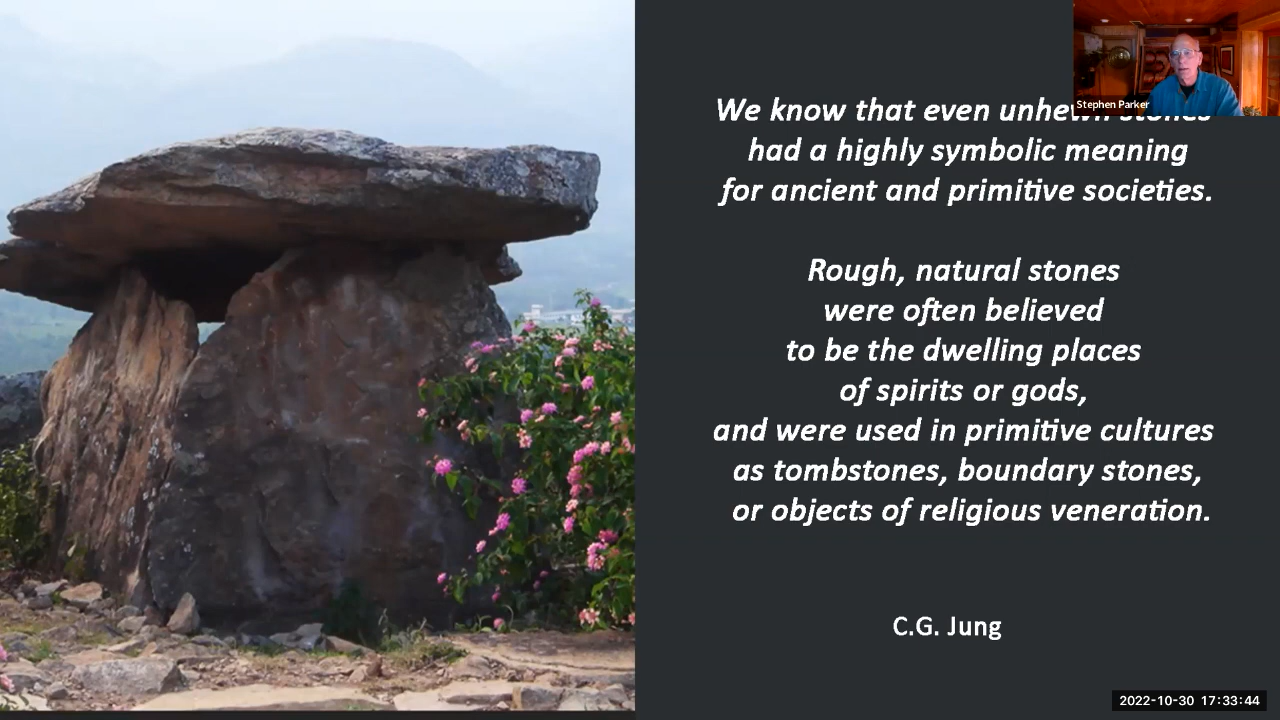 Stephen Parker
We know that even unhewn stones
had a highly symbolic meaning
for ancient and primitive societies.
Rough, natural stones
were often believed
to be the dwelling places
of spirits or gods,
and were used in primitive cultures
as tombstones, boundary stones,
or objects of religious veneration.
C.G. Jung
2022-10-30 17:33:44